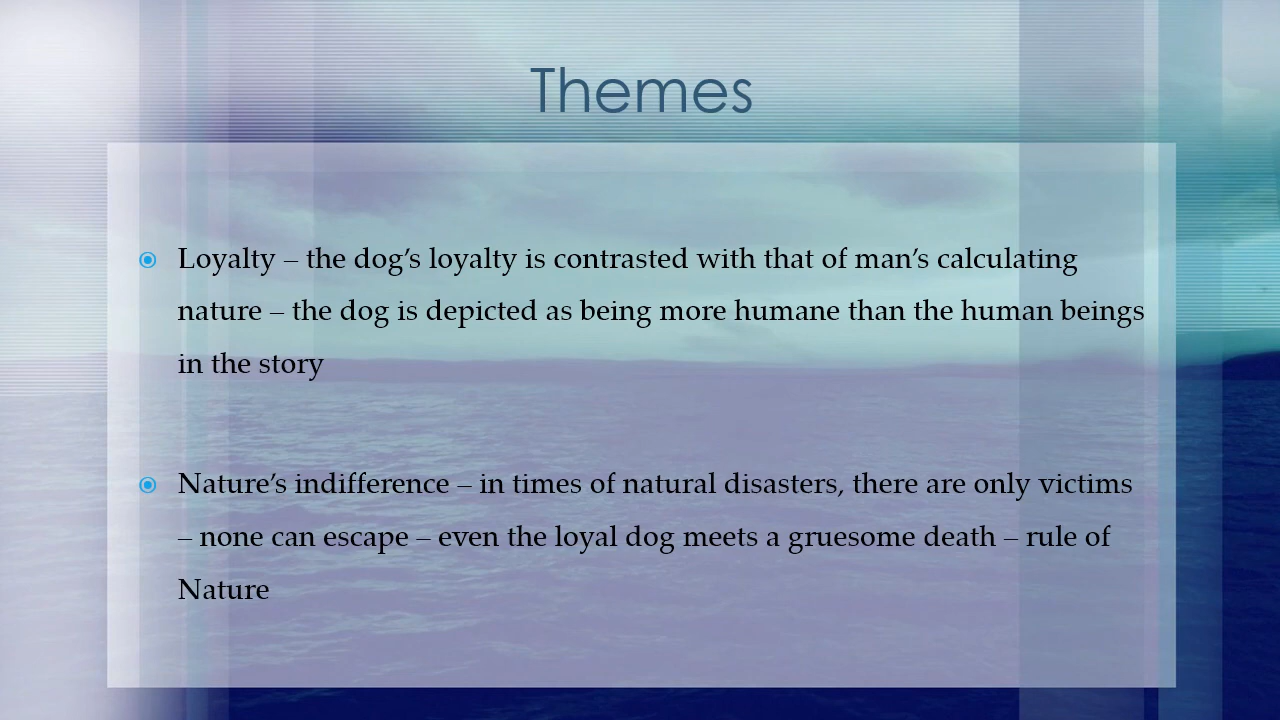 Themes
Loyalty – the dog’s loyalty is contrasted with that of man’s calculating
nature – the dog is depicted as being more humane than the human beings
in the story
Nature’s indifference – in times of natural disasters, there are only victims
– none can escape – even the loyal dog meets a gruesome death – rule of
Nature